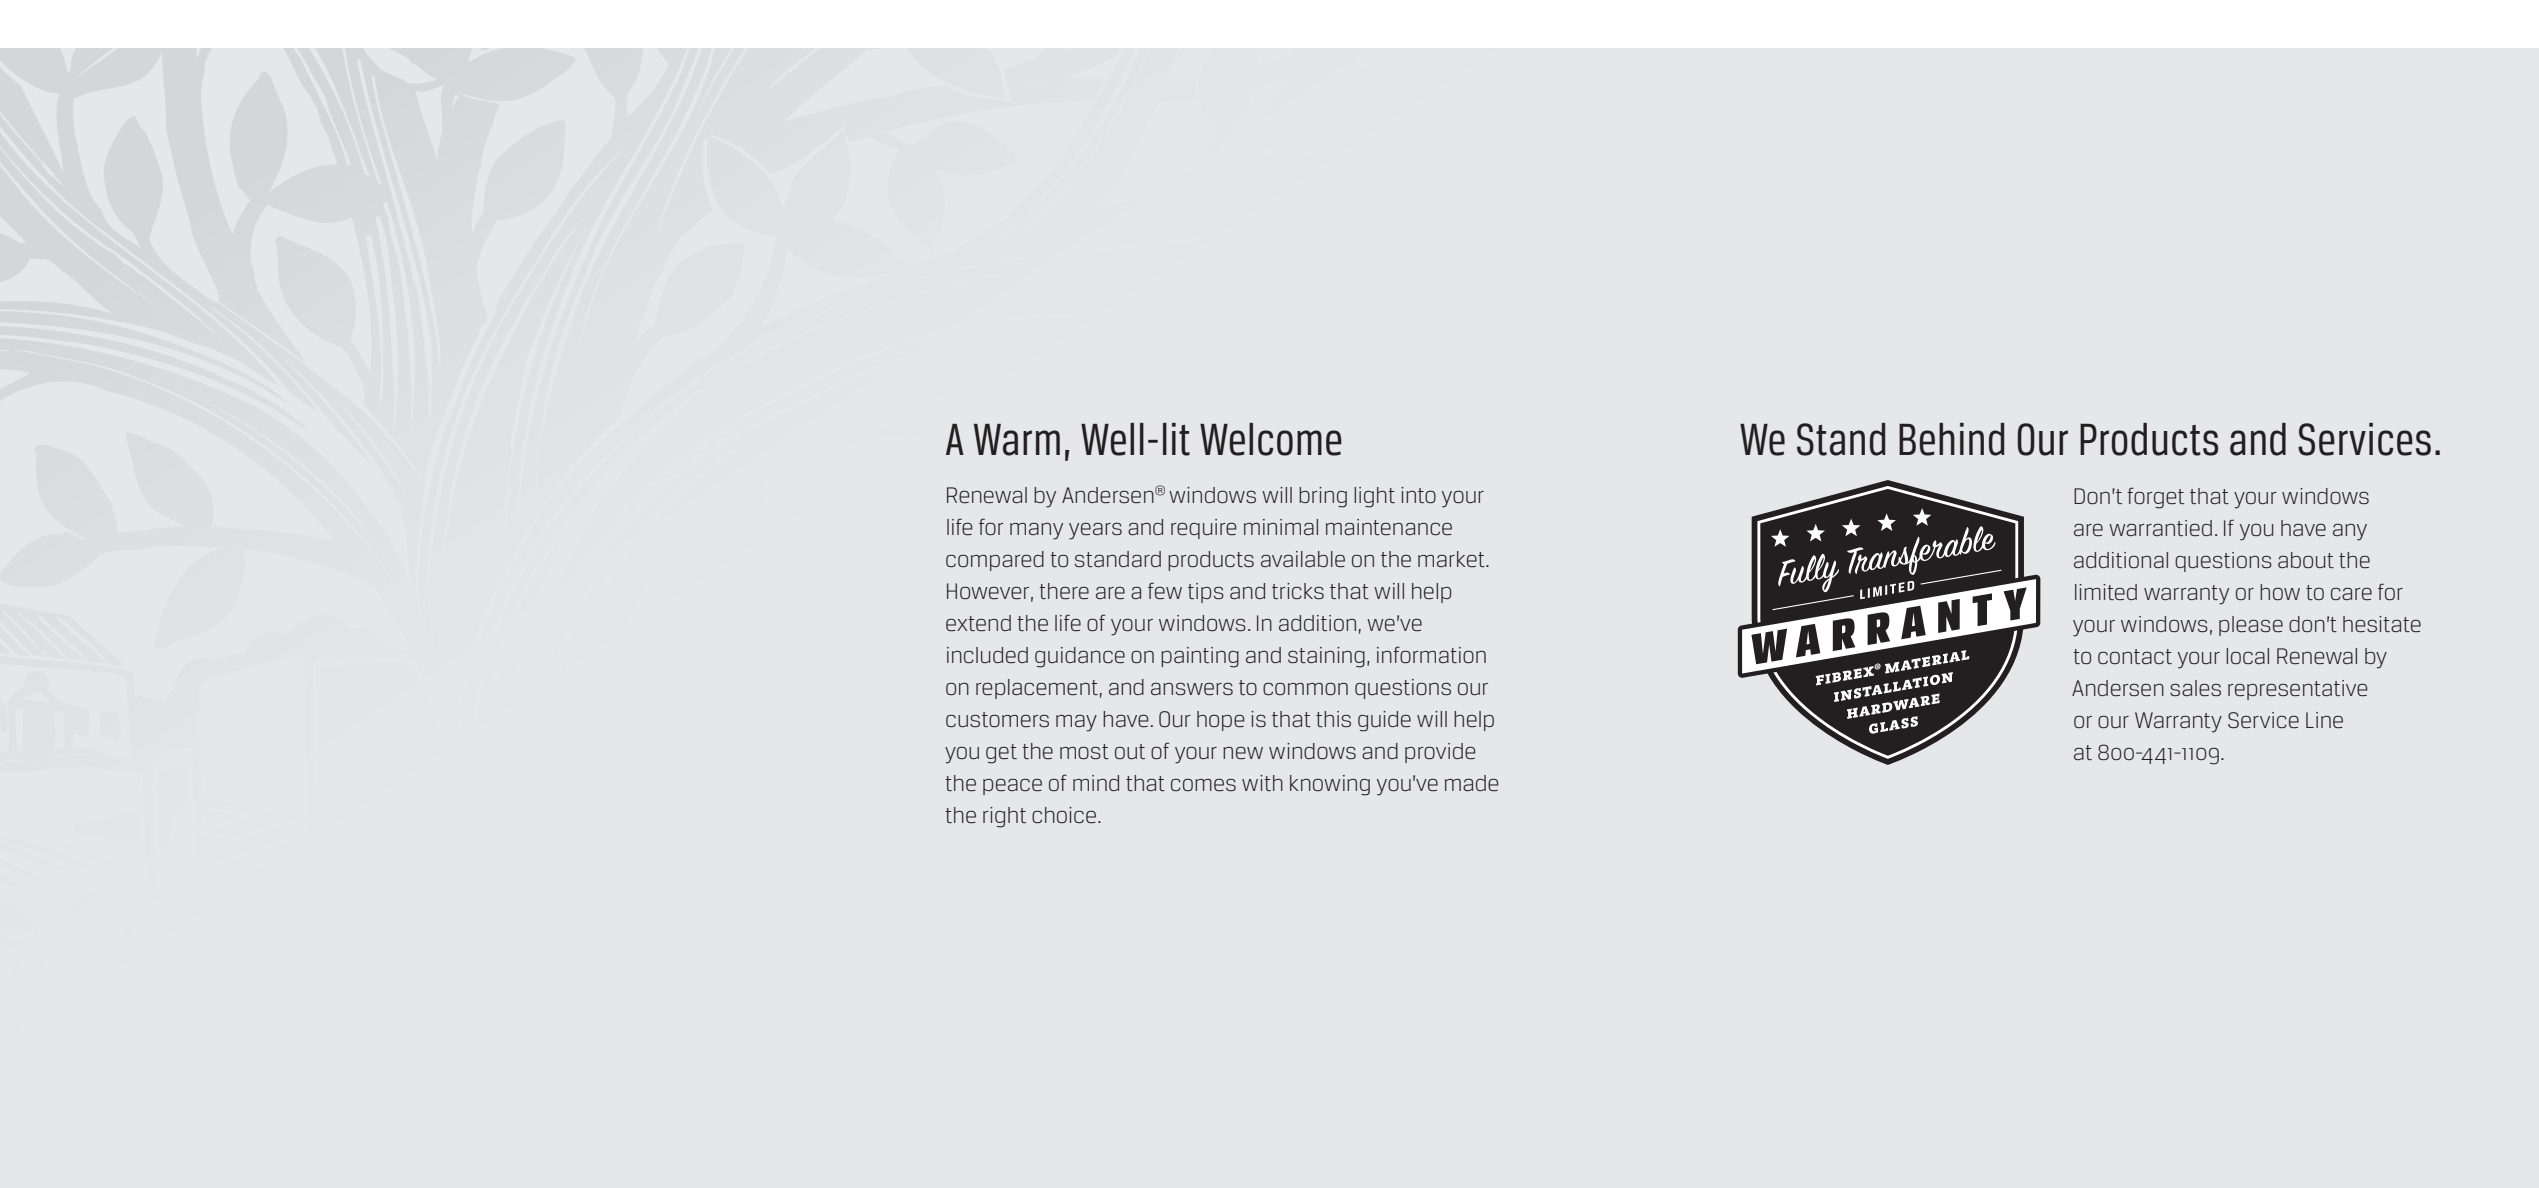 A Warm, Well-lit Welcome
Renewal by Andersen® windows will bring light into your
life for many years and require minimal maintenance
compared to standard products available on the market.
However, there are a few tips and tricks that will help
extend the life of your windows. In addition, we've
included guidance on painting and staining, information
on replacement, and answers to common questions our
customers may have. Our hope is that this guide will help
you get the most out of your new windows and provide
the peace of mind that comes with knowing you've made
the right choice.
We Stand Behind Our Products and Services.
Fully Transferable
LIMITED
WARRANTY
FIBREX® MATERIAL
INSTALLATION
HARDWARE
GLASS
Don't forget that your windows
are warrantied. If you have any
additional questions about the
limited warranty or how to care for
your windows, please don't hesitate
to contact your local Renewal by
Andersen sales representative
or our Warranty Service Line
at 800-441-1109.